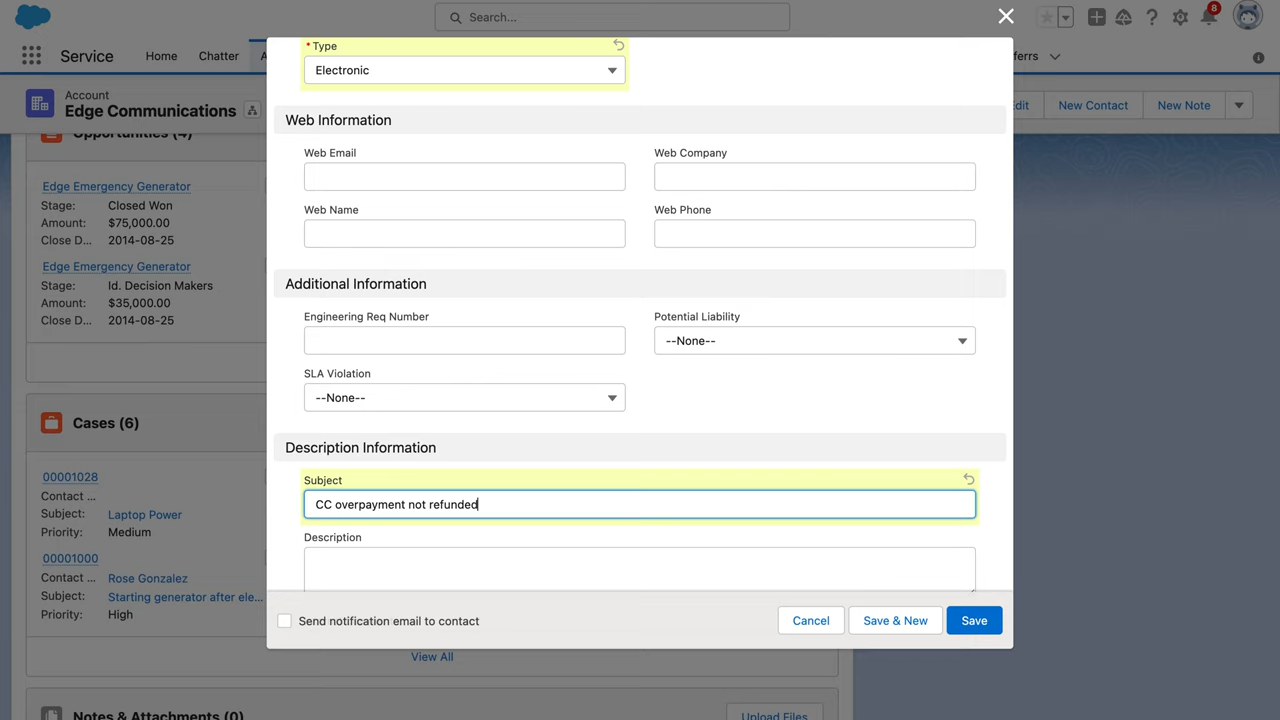 Search...
8
Service
Home
Chatter
A
ferrs
Account
Edge Communications
dit
New Contact
New Note
Opportunities (4)
Edge Emergency Generator
Stage: Closed Won
Amount: $75,000.00
Close D... 2014-08-25
Edge Emergency Generator
Stage: Id. Decision Makers
Amount: $35,000.00
Close D... 2014-08-25
Cases (6)
00001028
Contact ...
Subject: Laptop Power
Priority: Medium
00001000
Contact ... Rose Gonzalez
Subject: Starting generator after ele...
Priority: High
View All
Notes & Attachments (0)
Upload Files
* Type
Electronic
Web Information
Web Email
Web Company
Web Name
Web Phone
Additional Information
Engineering Req Number
Potential Liability
--None--
SLA Violation
--None--
Description Information
Subject
CC overpayment not refunded
Description
Send notification email to contact
Cancel
Save & New
Save